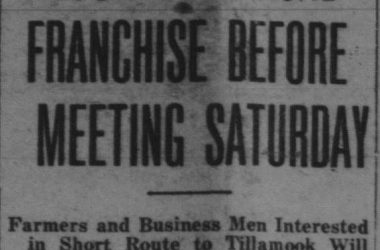 FRANCHISE BEFORE
MEETING SATURDAY
Farmers and Business Men Interested
in Short Route to Tillamook Will